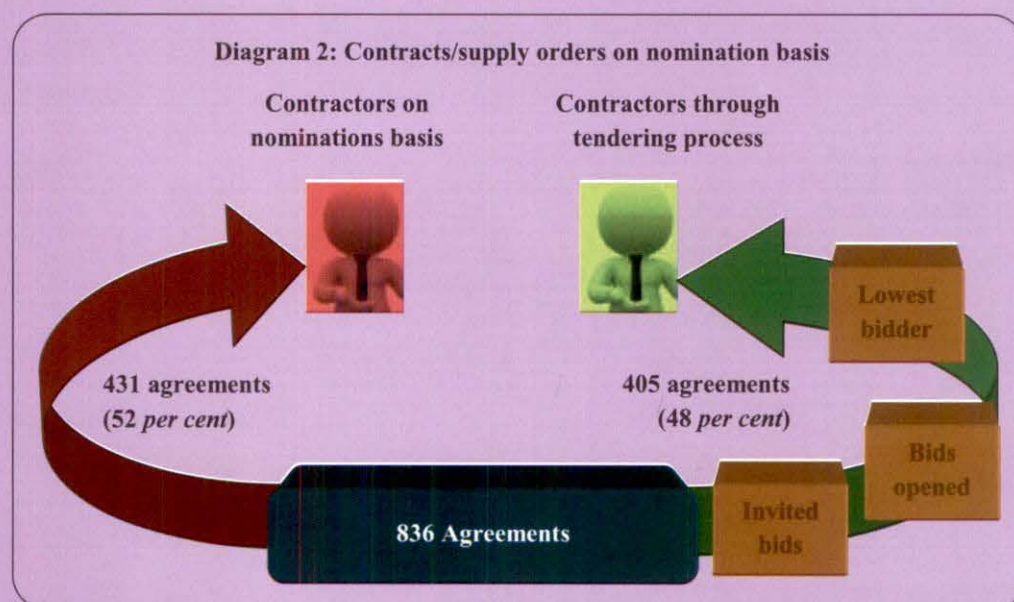 Diagram 2: Contracts/supply orders on nomination basis
Contractors on
nominations basis
Contractors through
tendering process
Lowest
bidder
431 agreements
(52 per cent)
405 agreements
(48 per cent)
Bids
opened
836 Agreements
Invited
bids